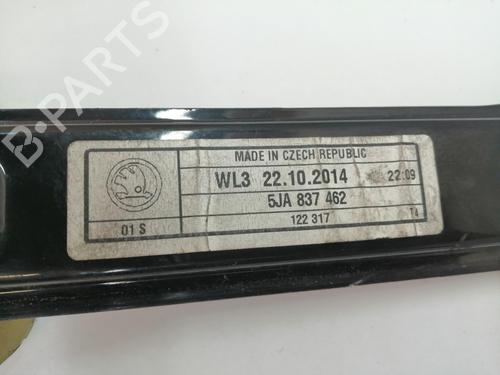 B-PARTS
MADE IN CZECH REPUBLIC
WL3 22.10.2014 22:09
5JA 837 462
01 S 122 317 T4